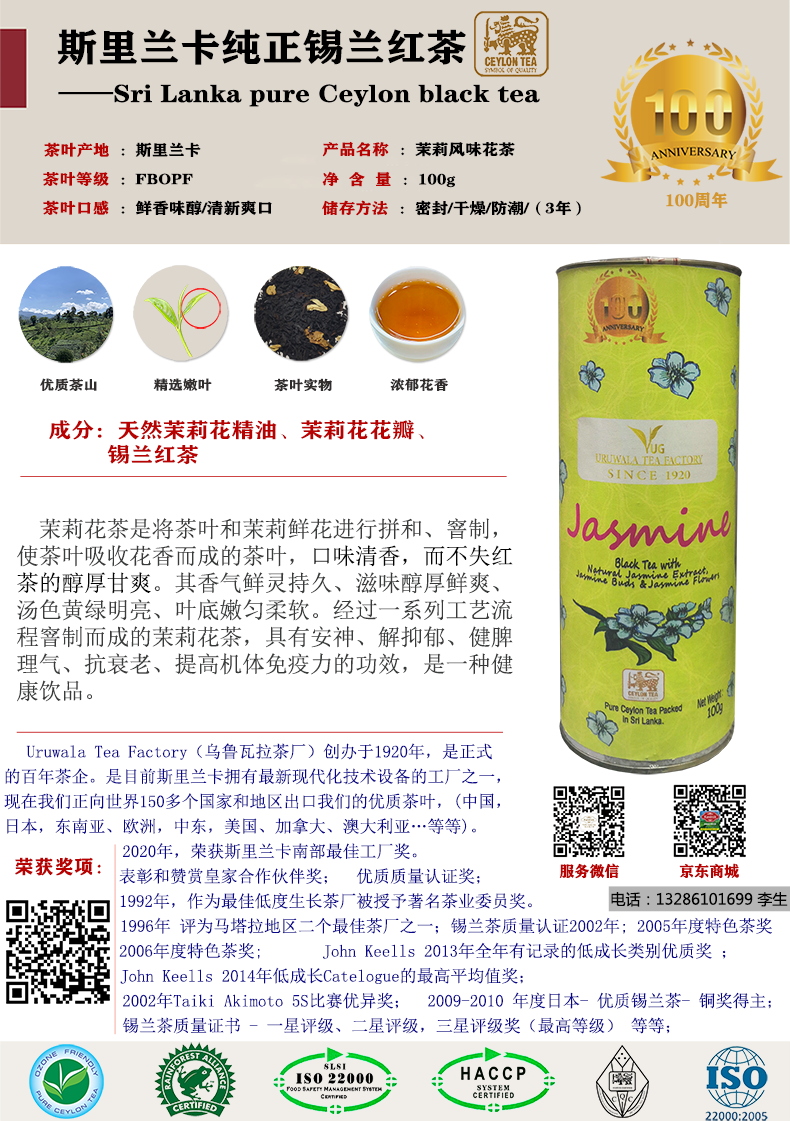 斯里兰卡纯正锡兰红茶
CEYLON TEA
SYMBOL OF QUALITY
——Sri Lanka pure Ceylon black tea
100
ANNIVERSARY
100周年
茶叶产地 : 斯里兰卡
产品名称 : 茉莉风味花茶
茶叶等级 : FBOPF
净 含 量 : 100g
茶叶口感 : 鲜香味醇/清新爽口
储存方法 : 密封/干燥/防潮/（3年）
优质茶山
精选嫩叶
茶叶实物
浓郁花香
成分：天然茉莉花精油、茉莉花花瓣、
锡兰红茶
100
ANNIVERSARY
VUG
URUWALA TEA FACTORY
SINCE 1920
Jasmine
Black Tea with
Natural Jasmine Extract,
Jasmine Buds & Jasmine Flowers
CEYLON TEA
Pure Ceylon Tea Packed
in Sri Lanka.
Net Weight:
100g
茉莉花茶是将茶叶和茉莉鲜花进行拼和、窨制，
使茶叶吸收花香而成的茶叶，口味清香，而不失红
茶的醇厚甘爽。其香气鲜灵持久、滋味醇厚鲜爽、
汤色黄绿明亮、叶底嫩匀柔软。经过一系列工艺流
程窨制而成的茉莉花茶，具有安神、解抑郁、健脾
理气、抗衰老、提高机体免疫力的功效，是一种健
康饮品。
Uruwala Tea Factory（乌鲁瓦拉茶厂）创办于1920年，是正式
的百年茶企。是目前斯里兰卡拥有最新现代化技术设备的工厂之一，
现在我们正向世界150多个国家和地区出口我们的优质茶叶，(中国，
日本，东南亚、欧洲，中东，美国、加拿大、澳大利亚…等等)。
服务微信
京东商城
电话：13286101699 李生
荣获奖项：
2020年，荣获斯里兰卡南部最佳工厂奖。
表彰和赞赏皇家合作伙伴奖； 优质质量认证奖；
1992年，作为最佳低度生长茶厂被授予著名茶业委员奖。
1996年 评为马塔拉地区二个最佳茶厂之一；锡兰茶质量认证2002年；2005年度特色茶奖
2006年度特色茶奖； John Keells 2013年全年有记录的低成长类别优质奖 ；
John Keells 2014年低成长Catelogue的最高平均值奖；
2002年Taiki Akimoto 5S比赛优异奖； 2009-2010 年度日本- 优质锡兰茶- 铜奖得主；
锡兰茶质量证书 - 一星评级、二星评级，三星评级奖（最高等级） 等等；
OZONE FRIENDLY
PURE CEYLON TEA
RAINFOREST ALLIANCE
CERTIFIED
SLSI
ISO 22000
FOOD SAFETY MANAGEMENT SYSTEM
CERTIFIED
HACCP
SYSTEM
CERTIFIED
ISO
22000:2005